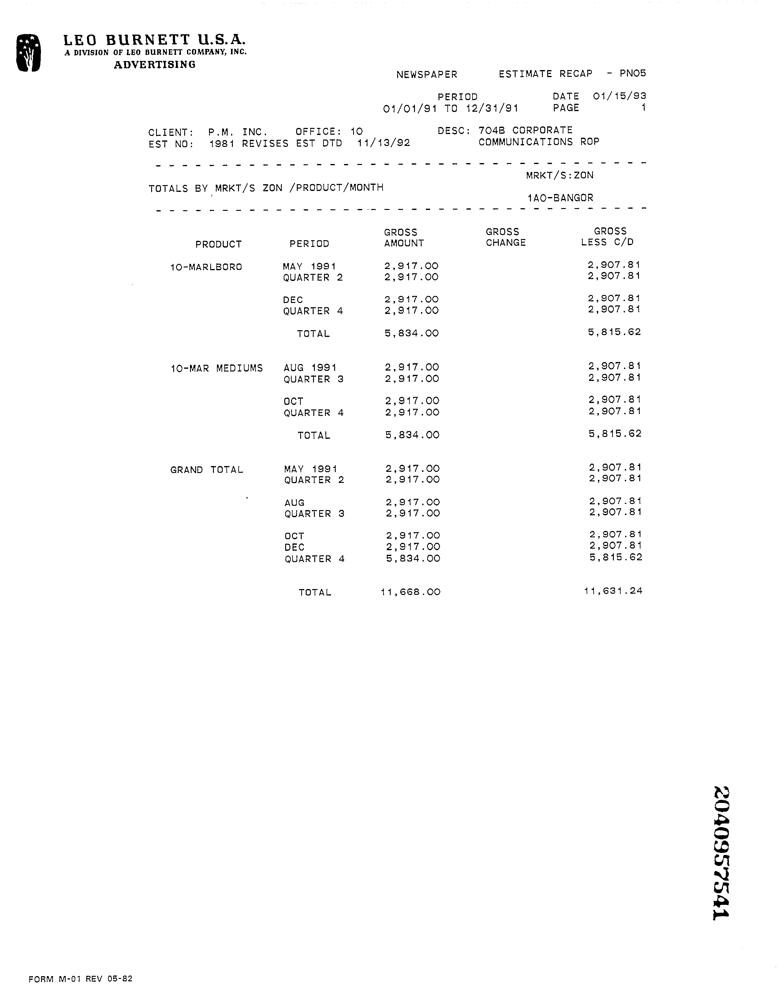 LEO BURNETT U.S.A.
A DIVISION OF LEO BURNETT COMPANY, INC.
ADVERTISING
NEWSPAPER ESTIMATE RECAP - PN05
PERIOD DATE 01/15/93
01/01/91 TO 12/31/91 PAGE 1
CLIENT: P.M. INC. OFFICE: 10 DESC: 704B CORPORATE
EST NO: 1981 REVISES EST DTD 11/13/92 COMMUNICATIONS ROP
MRKT/S:ZON
TOTALS BY MRKT/S ZON /PRODUCT/MONTH
1AO-BANGOR
GROSS GROSS GROSS
PRODUCT PERIOD AMOUNT CHANGE LESS C/D
10-MARLBORO MAY 1991 2,917.00 2,907.81
QUARTER 2 2,917.00 2,907.81
DEC 2,917.00 2,907.81
QUARTER 4 2,917.00 2,907.81
TOTAL 5,834.00 5,815.62
10-MAR MEDIUMS AUG 1991 2,917.00 2,907.81
QUARTER 3 2,917.00 2,907.81
OCT 2,917.00 2,907.81
QUARTER 4 2,917.00 2,907.81
TOTAL 5,834.00 5,815.62
GRAND TOTAL MAY 1991 2,917.00 2,907.81
QUARTER 2 2,917.00 2,907.81
AUG 2,917.00 2,907.81
QUARTER 3 2,917.00 2,907.81
OCT 2,917.00 2,907.81
DEC 2,917.00 2,907.81
QUARTER 4 5,834.00 5,815.62
TOTAL 11,668.00 11,631.24
2040957541
FORM M-01 REV 05-82